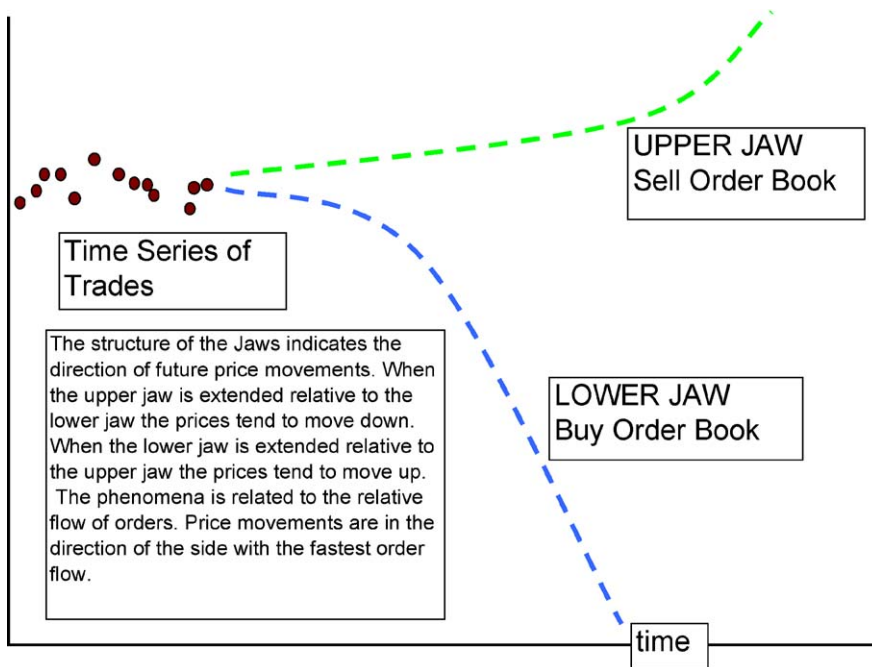 UPPER JAW
Sell Order Book
Time Series of
Trades
The structure of the Jaws indicates the
direction of future price movements. When
the upper jaw is extended relative to the
lower jaw the prices tend to move down.
When the lower jaw is extended relative to
the upper jaw the prices tend to move up.
The phenomena is related to the relative
flow of orders. Price movements are in the
direction of the side with the fastest order
flow.
LOWER JAW
Buy Order Book
time